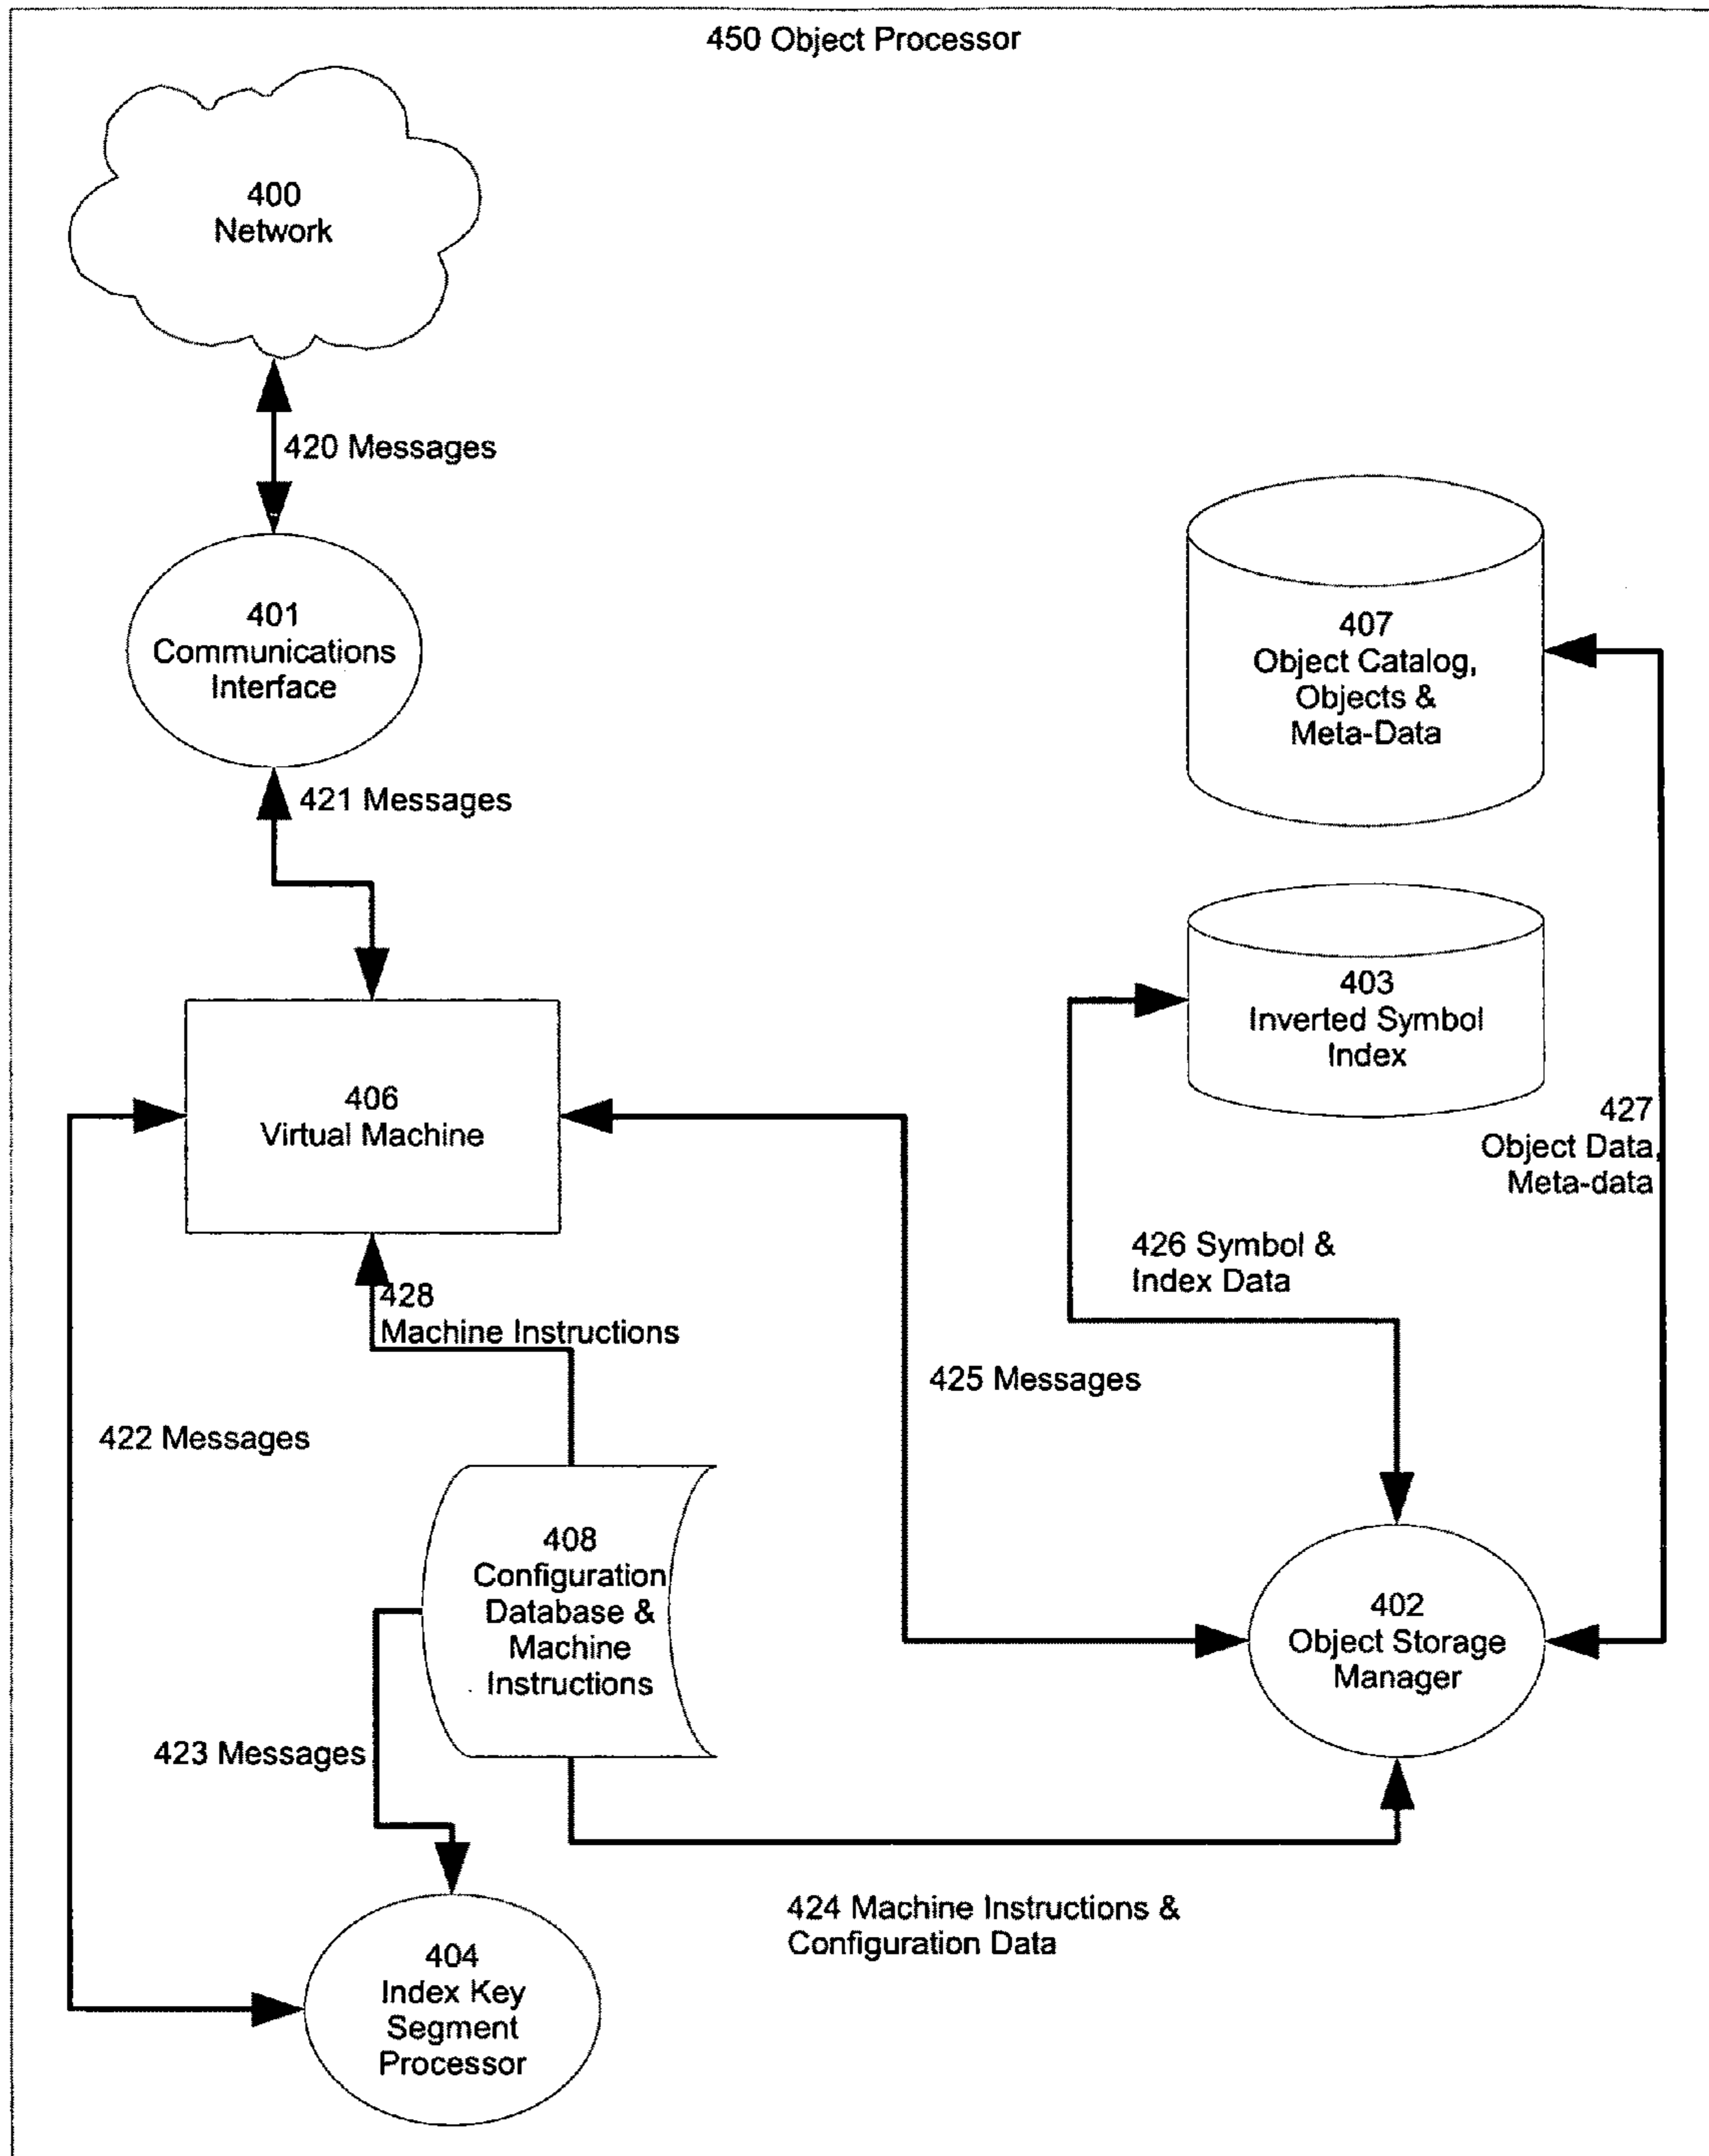 450 Object Processor
400
Network
420 Messages
401
Communications
Interface
421 Messages
407
Object Catalog,
Objects &
Meta-Data
403
Inverted Symbol
Index
406
Virtual Machine
427
Object Data,
Meta-data
426 Symbol &
Index Data
428
Machine Instructions
425 Messages
422 Messages
408
Configuration
Database &
Machine
Instructions
402
Object Storage
Manager
423 Messages
424 Machine Instructions &
Configuration Data
404
Index Key
Segment
Processor